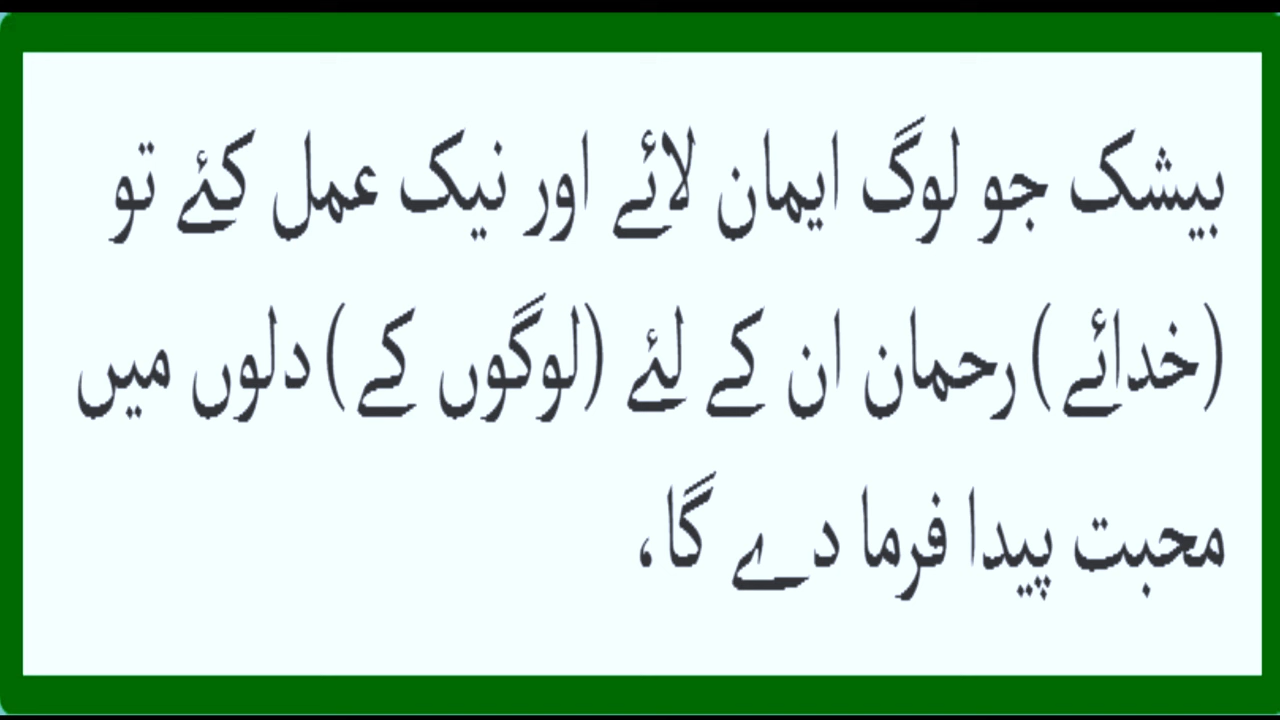 بیشک جو لوگ ایمان لائے اور نیک عمل کئے تو
(خدائے) رحمان ان کے لئے (لوگوں کے) دلوں میں
محبت پیدا فرما دے گا،